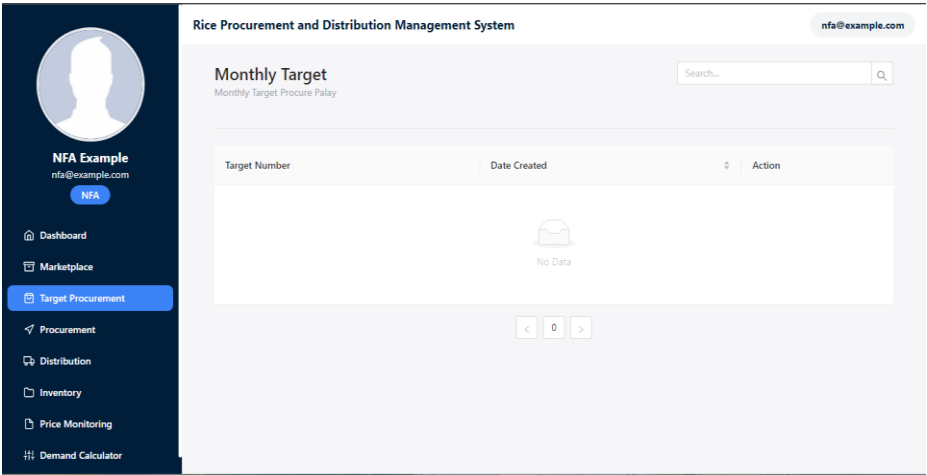 Rice Procurement and Distribution Management System
nfa@example.com
NFA Example
nfa@example.com
NFA
Dashboard
Marketplace
Target Procurement
Procurement
Distribution
Inventory
Price Monitoring
Demand Calculator
Monthly Target
Monthly Target Procure Palay
Search...
Target Number Date Created Action
No Data
< 0 >